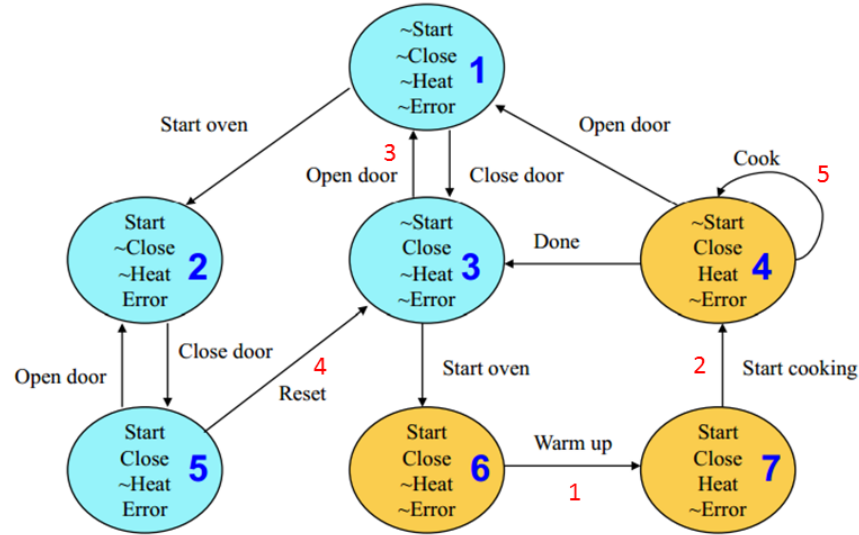 ~Start
~Close
~Heat
~Error
1
Start oven
3
Open door
Close door
Open door
Cook
5
Start
~Close
~Heat
Error
2
~Start
Close
~Heat
~Error
3
Done
~Start
Close
Heat
~Error
4
Open door
Close door
4
Reset
Start oven
2
Start cooking
Start
Close
~Heat
Error
5
Start
Close
~Heat
~Error
6
Warm up
1
Start
Close
Heat
~Error
7